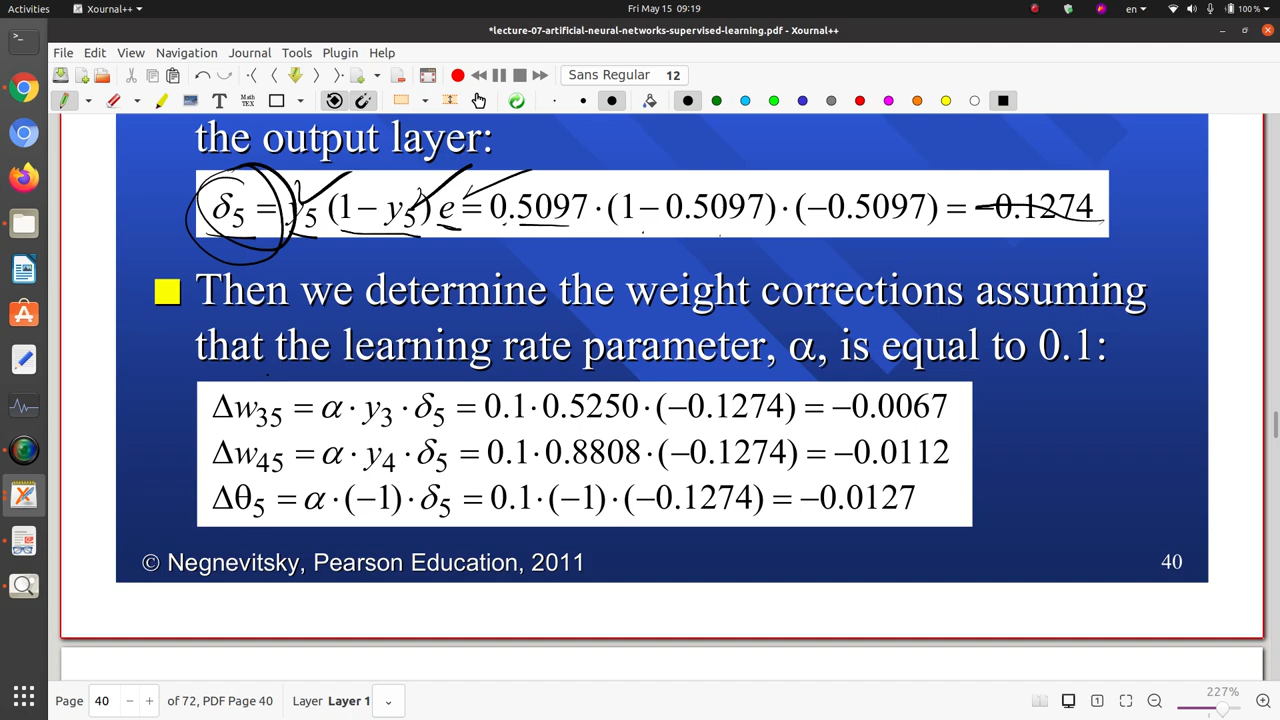 Activities Xournal++ Fri May 15 09:19 en 100 %
*lecture-07-artificial-neural-networks-supervised-learning.pdf - Xournal++
File Edit View Navigation Journal Tools Plugin Help
Sans Regular 12
the output layer:
δ5 = y5 (1 − y5) e = 0.5097 · (1 − 0.5097) · (−0.5097) = −0.1274
Then we determine the weight corrections assuming
that the learning rate parameter, α, is equal to 0.1:
Δw35 = α · y3 · δ5 = 0.1 · 0.5250 · (−0.1274) = −0.0067
Δw45 = α · y4 · δ5 = 0.1 · 0.8808 · (−0.1274) = −0.0112
Δθ5 = α · (−1) · δ5 = 0.1 · (−1) · (−0.1274) = −0.0127
© Negnevitsky, Pearson Education, 2011 40
Page 40 − + of 72, PDF Page 40 Layer Layer 1 227%